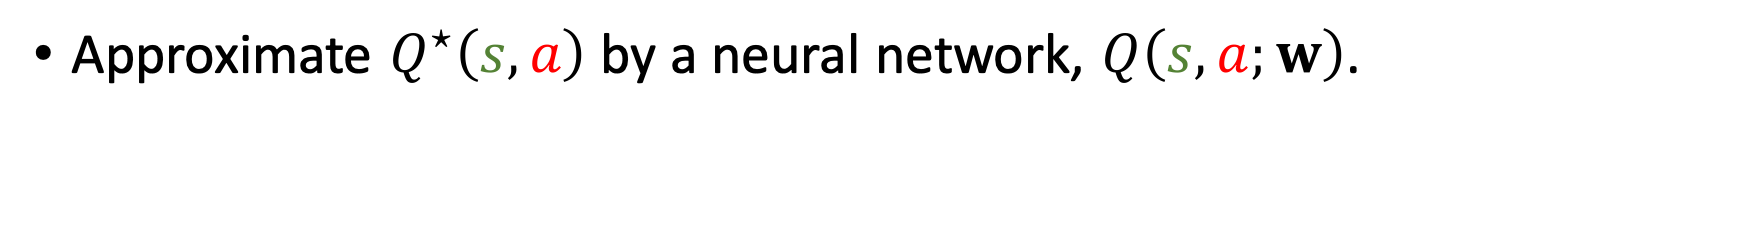 • Approximate Q⋆(s, a) by a neural network, Q(s, a; w).